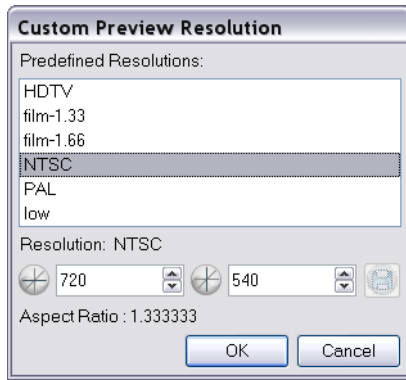 Custom Preview Resolution
Predefined Resolutions:
HDTV
film-1.33
film-1.66
NTSC
PAL
low
Resolution: NTSC
720 540
Aspect Ratio : 1.333333
OK Cancel